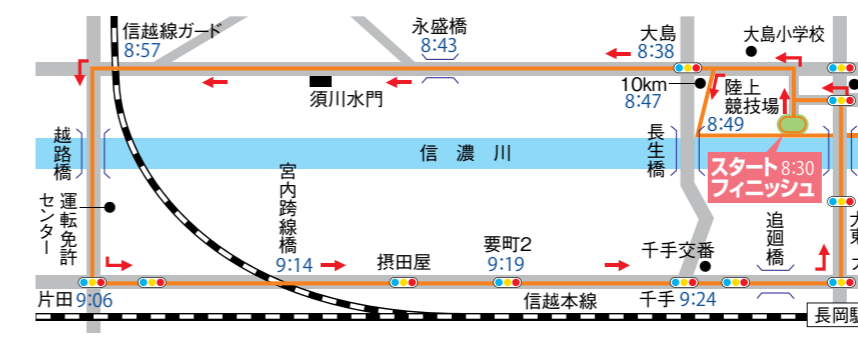 信越線ガード
8:57
永盛橋
8:43
大島
8:38
大島小学校
須川水門
10km
8:47
陸上
競技場
8:49
越路橋
信濃川
長生橋
スタート8:30
フィニッシュ
運転免許
センター
宮内跨線橋
9:14
摂田屋
要町2
9:19
千手交番
追廻橋
片田9:06
信越本線
千手9:24
長岡駅